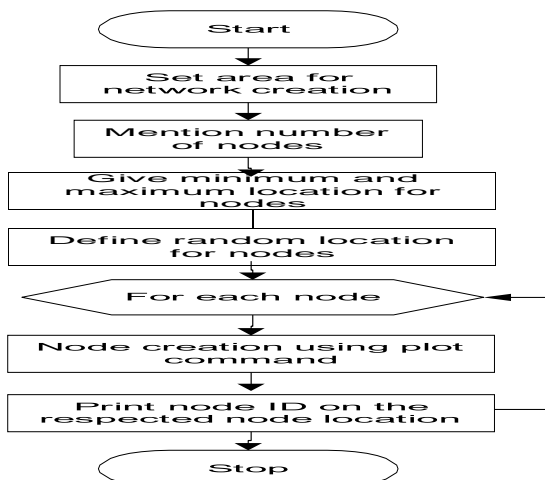 Start
Set area for
network creation
Mention number
of nodes
Give minimum and
maximum location for
nodes
Define random location
for nodes
For each node
Node creation using plot
command
Print node ID on the
respected node location
Stop